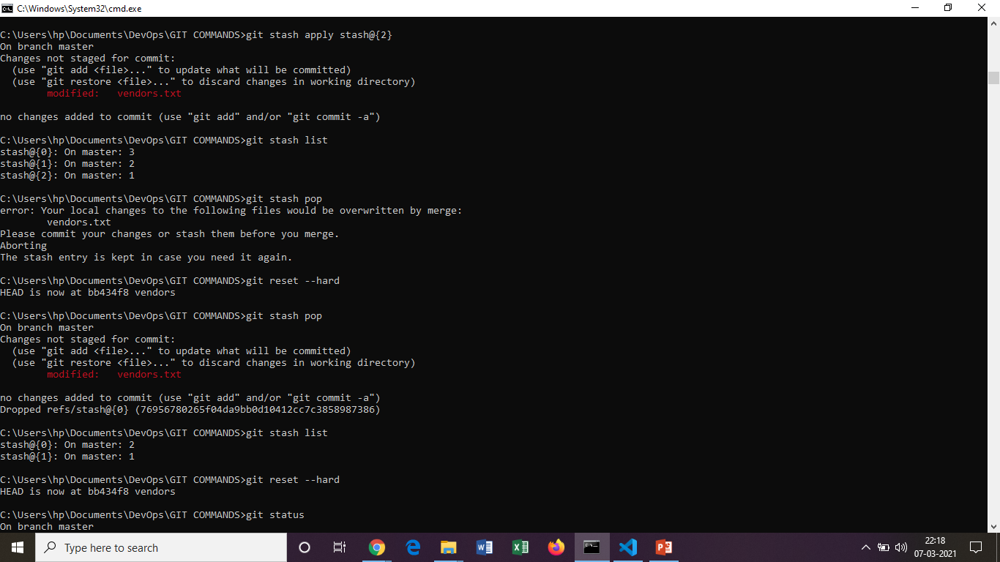 C:\Windows\System32\cmd.exe
C:\Users\hp\Documents\DevOps\GIT COMMANDS>git stash apply stash@{2}
On branch master
Changes not staged for commit:
  (use "git add <file>..." to update what will be committed)
  (use "git restore <file>..." to discard changes in working directory)
        modified:   vendors.txt
no changes added to commit (use "git add" and/or "git commit -a")
C:\Users\hp\Documents\DevOps\GIT COMMANDS>git stash list
stash@{0}: On master: 3
stash@{1}: On master: 2
stash@{2}: On master: 1
C:\Users\hp\Documents\DevOps\GIT COMMANDS>git stash pop
error: Your local changes to the following files would be overwritten by merge:
        vendors.txt
Please commit your changes or stash them before you merge.
Aborting
The stash entry is kept in case you need it again.
C:\Users\hp\Documents\DevOps\GIT COMMANDS>git reset --hard
HEAD is now at bb434f8 vendors
C:\Users\hp\Documents\DevOps\GIT COMMANDS>git stash pop
On branch master
Changes not staged for commit:
  (use "git add <file>..." to update what will be committed)
  (use "git restore <file>..." to discard changes in working directory)
        modified:   vendors.txt
no changes added to commit (use "git add" and/or "git commit -a")
Dropped refs/stash@{0} (76956780265f04da9bb0d10412cc7c3858987386)
C:\Users\hp\Documents\DevOps\GIT COMMANDS>git stash list
stash@{0}: On master: 2
stash@{1}: On master: 1
C:\Users\hp\Documents\DevOps\GIT COMMANDS>git reset --hard
HEAD is now at bb434f8 vendors
C:\Users\hp\Documents\DevOps\GIT COMMANDS>git status
On branch master
Type here to search
22:18
07-03-2021